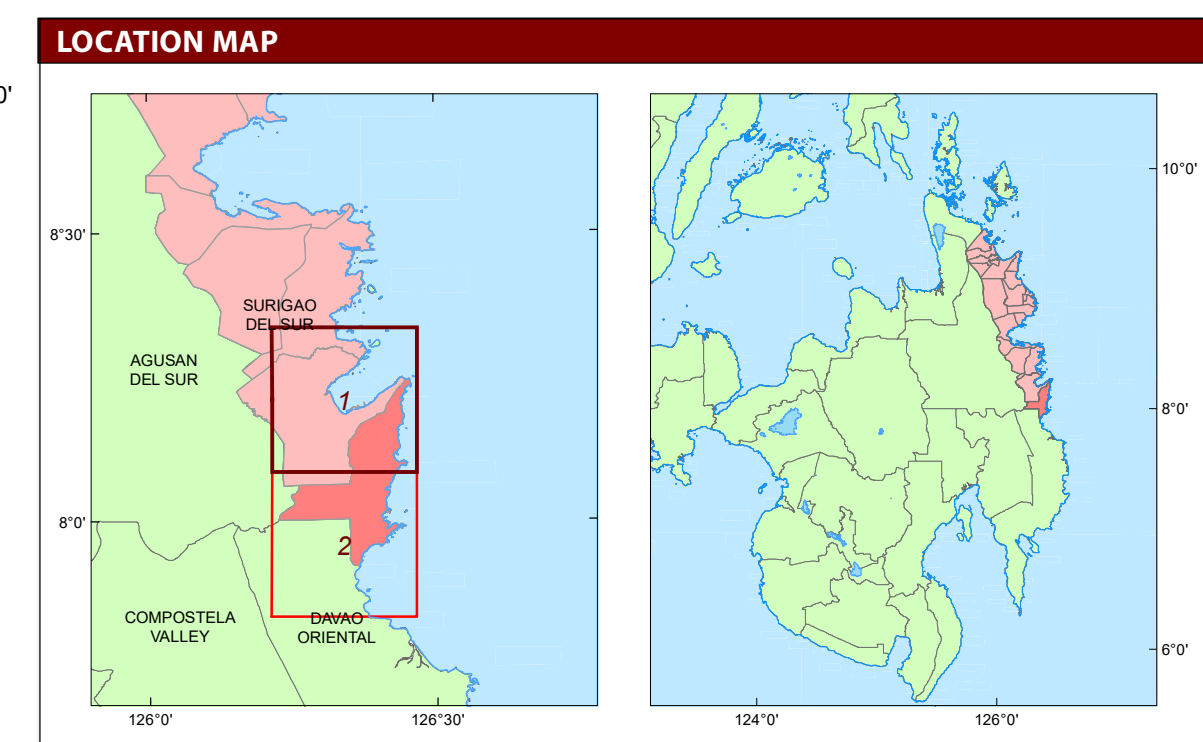 0'
LOCATION MAP
8°30'
SURIGAO
DEL SUR
AGUSAN
DEL SUR
1
8°0'
2
COMPOSTELA
VALLEY
DAVAO
ORIENTAL
126°0'
126°30'
10°0'
8°0'
6°0'
124°0'
126°0'